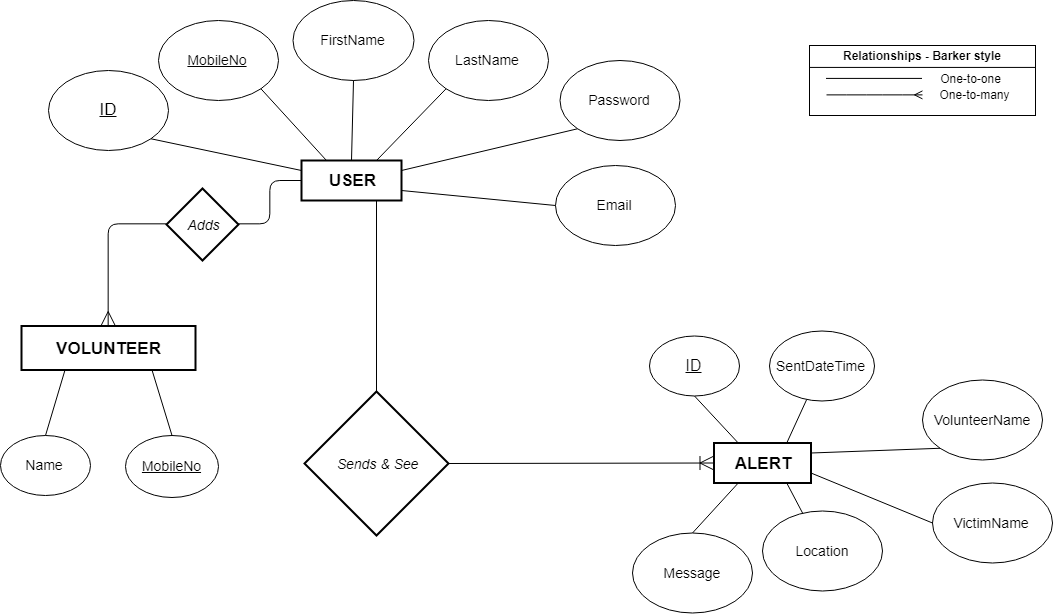 FirstName
MobileNo
LastName
Relationships - Barker style
One-to-one
One-to-many
ID
Password
USER
Email
Adds
VOLUNTEER
ID
SentDateTime
VolunteerName
Name
MobileNo
Sends & See
ALERT
VictimName
Location
Message